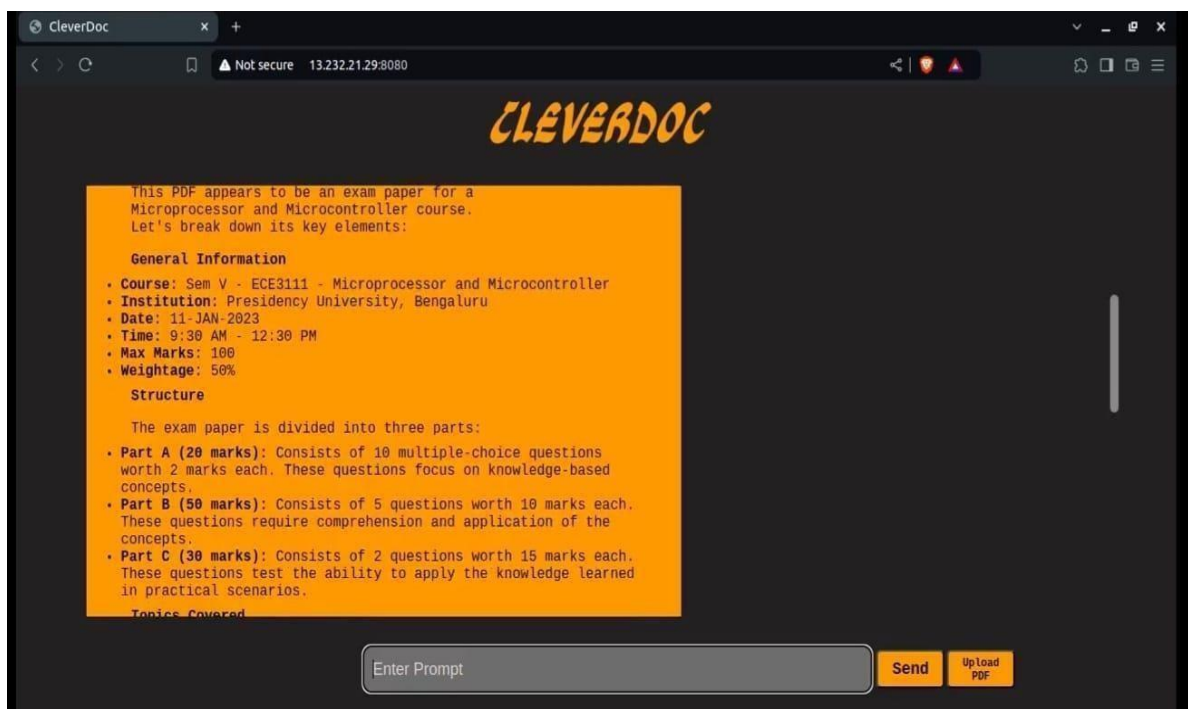 CleverDoc
Not secure 13.232.21.29:8080
CLEVERDOC
This PDF appears to be an exam paper for a
Microprocessor and Microcontroller course.
Let's break down its key elements:
General Information
• Course: Sem V - ECE3111 - Microprocessor and Microcontroller
• Institution: Presidency University, Bengaluru
• Date: 11-JAN-2023
• Time: 9:30 AM - 12:30 PM
• Max Marks: 100
• Weightage: 50%
Structure
The exam paper is divided into three parts:
• Part A (20 marks): Consists of 10 multiple-choice questions
worth 2 marks each. These questions focus on knowledge-based
concepts.
• Part B (50 marks): Consists of 5 questions worth 10 marks each.
These questions require comprehension and application of the
concepts.
• Part C (30 marks): Consists of 2 questions worth 15 marks each.
These questions test the ability to apply the knowledge learned
in practical scenarios.
Topics Covered
Enter Prompt
Send
Upload
PDF